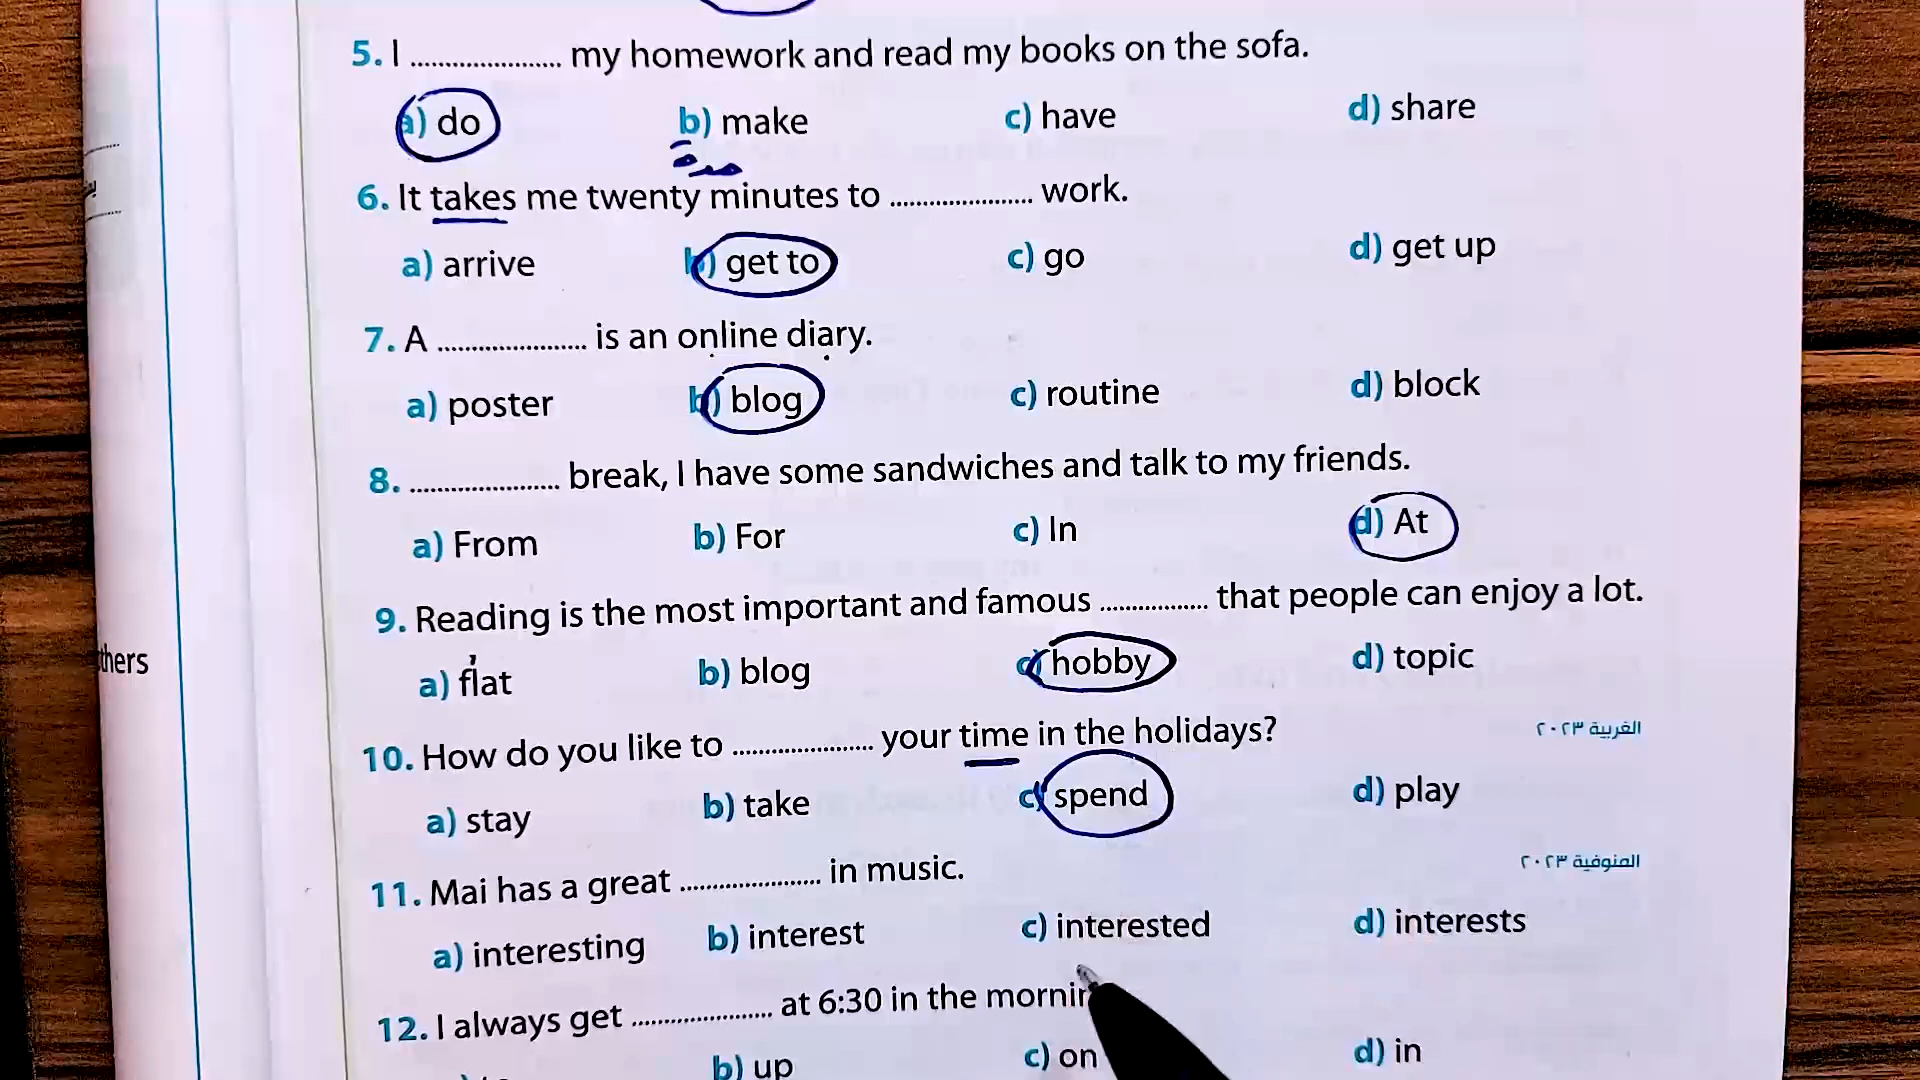 5. I ...................... my homework and read my books on the sofa.
a) do b) make c) have d) share
6. It takes me twenty minutes to ..................... work.
a) arrive b) get to c) go d) get up
7. A ...................... is an online diary.
a) poster b) blog c) routine d) block
8. ...................... break, I have some sandwiches and talk to my friends.
a) From b) For c) In d) At
9. Reading is the most important and famous ................ that people can enjoy a lot.
thers
a) flat b) blog c) hobby d) topic
10. How do you like to ..................... your time in the holidays? الغربية ٢٠٢٣
a) stay b) take c) spend d) play
11. Mai has a great ..................... in music. المنوفية ٢٠٢٣
a) interesting b) interest c) interested d) interests
12. I always get ..................... at 6:30 in the mornin
b) up c) on d) in